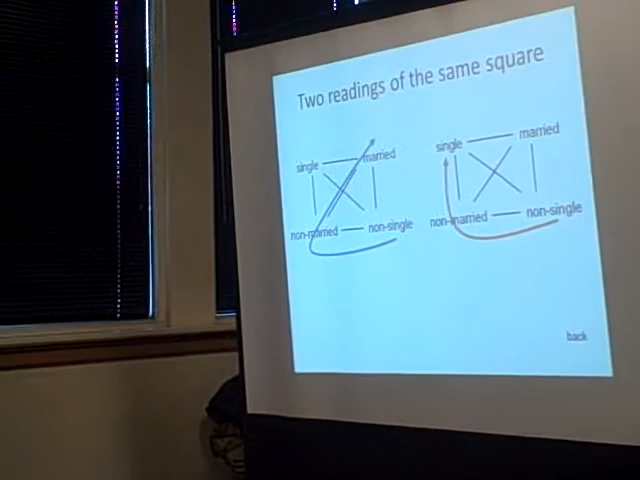 Two readings of the same square
single married
non-married non-single
single married
non-married non-single
back